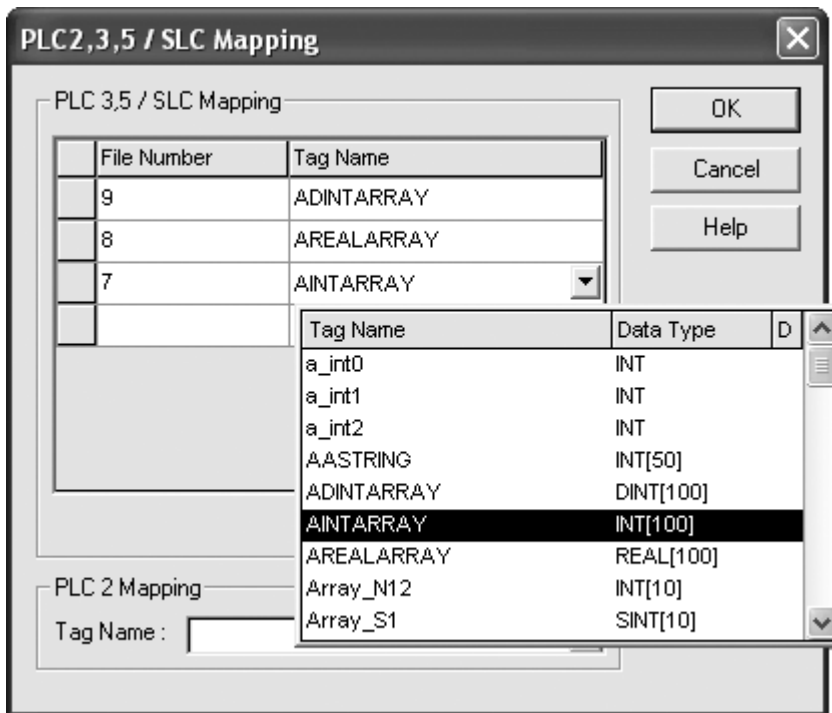 PLC2,3,5 / SLC Mapping
PLC 3,5 / SLC Mapping
OK
File Number Tag Name
Cancel
9 ADINTARRAY
8 AREALARRAY
Help
7 AINTARRAY
Tag Name Data Type D
a_int0 INT
a_int1 INT
a_int2 INT
AASTRING INT[50]
ADINTARRAY DINT[100]
AINTARRAY INT[100]
AREALARRAY REAL[100]
Array_N12 INT[10]
Array_S1 SINT[10]
PLC 2 Mapping
Tag Name :